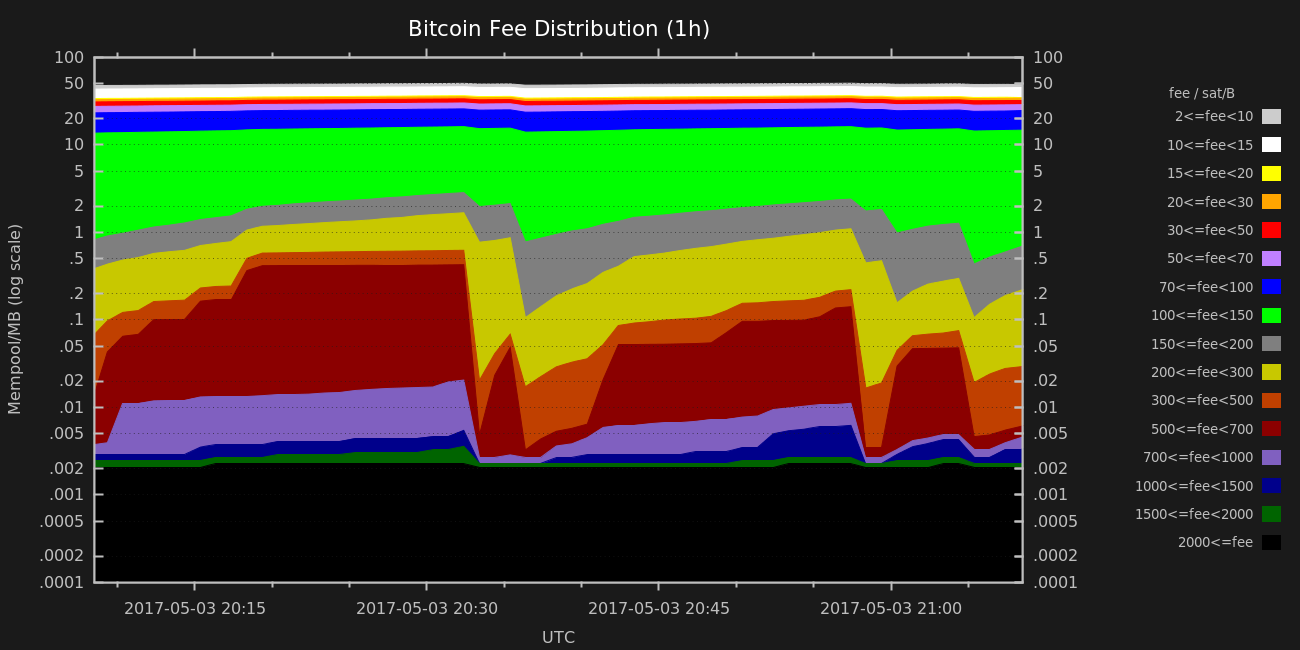 Bitcoin Fee Distribution (1h)
100 100
50 50
20 20
10 10
5 5
2 2
1 1
.5 .5
.2 .2
.1 .1
.05 .05
.02 .02
.01 .01
.005 .005
.002 .002
.001 .001
.0005 .0005
.0002 .0002
.0001 .0001
Mempool/MB (log scale)
2017-05-03 20:15 2017-05-03 20:30 2017-05-03 20:45 2017-05-03 21:00
UTC
fee / sat/B
2<=fee<10
10<=fee<15
15<=fee<20
20<=fee<30
30<=fee<50
50<=fee<70
70<=fee<100
100<=fee<150
150<=fee<200
200<=fee<300
300<=fee<500
500<=fee<700
700<=fee<1000
1000<=fee<1500
1500<=fee<2000
2000<=fee